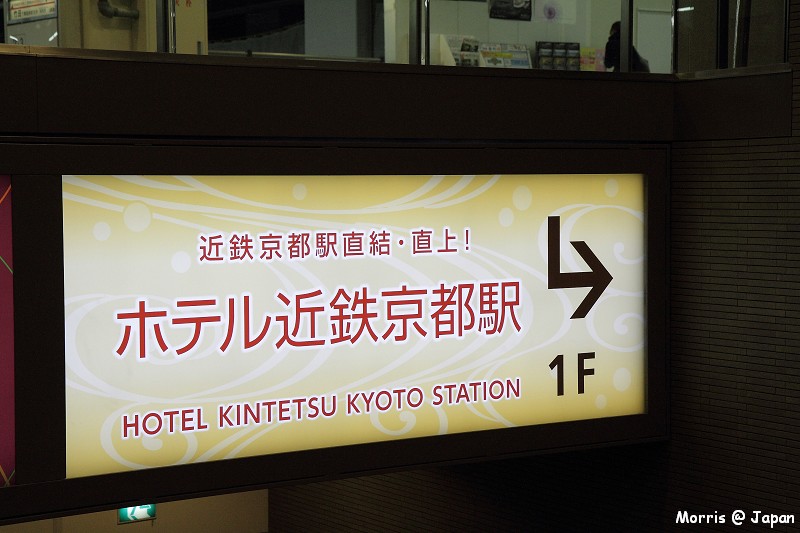 近鉄京都駅直結・直上!
ホテル近鉄京都駅
HOTEL KINTETSU KYOTO STATION
1F
Morris @ Japan